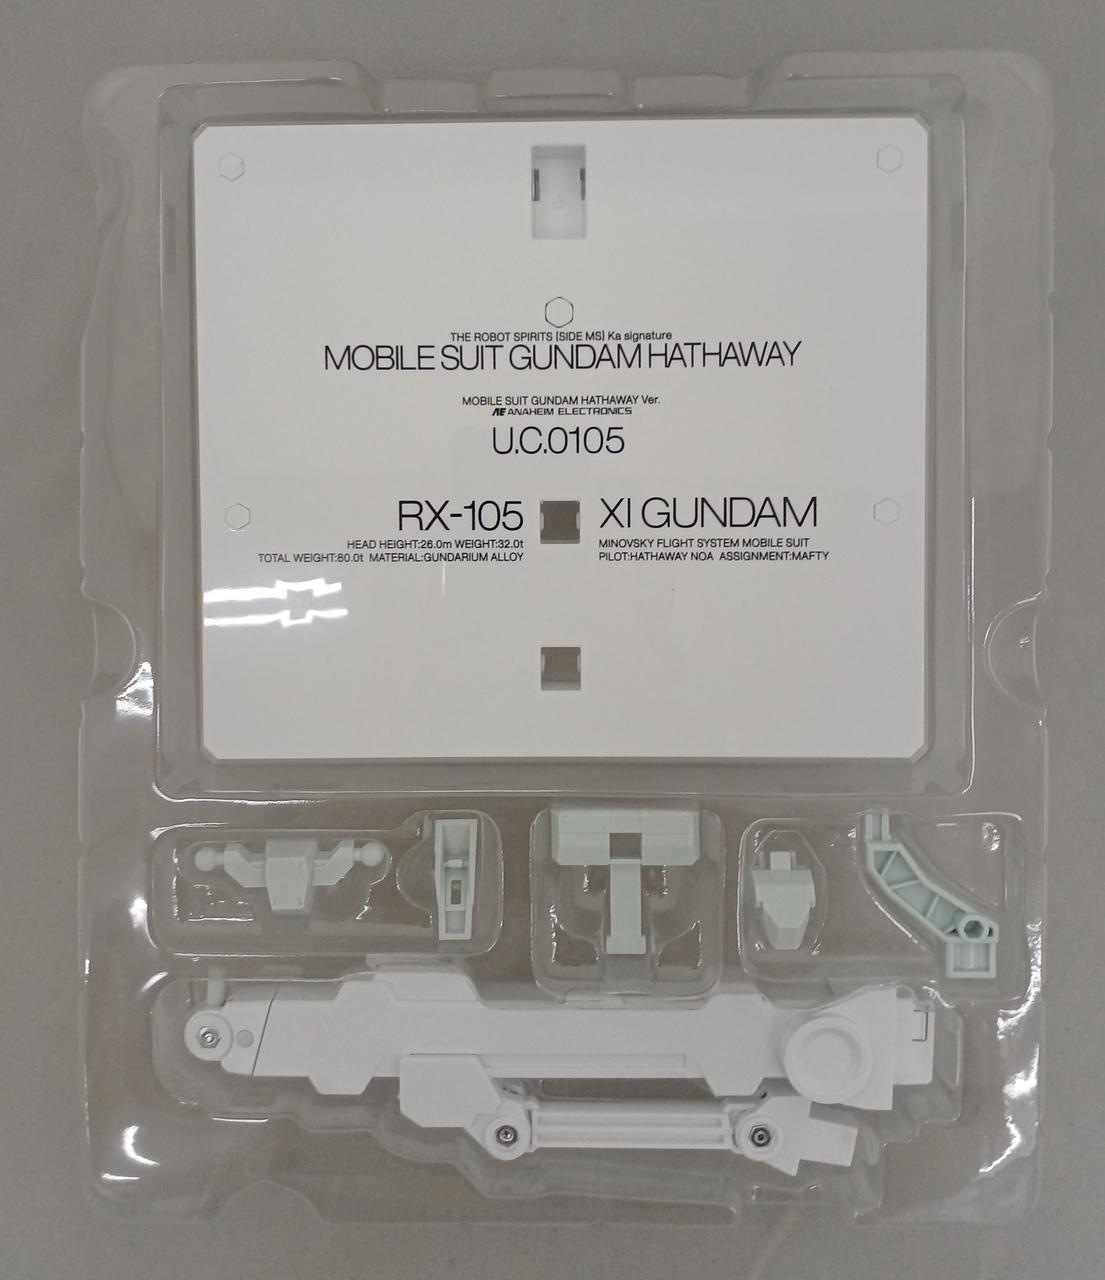 THE ROBOT SPIRITS [SIDE MS] Ka signature
MOBILE SUIT GUNDAM HATHAWAY
MOBILE SUIT GUNDAM HATHAWAY Ver.
AE ANAHEIM ELECTRONICS
U.C.0105
RX-105
HEAD HEIGHT:26.0m WEIGHT:32.0t
TOTAL WEIGHT:80.0t MATERIAL:GUNDARIUM ALLOY
XI GUNDAM
MINOVSKY FLIGHT SYSTEM MOBILE SUIT
PILOT:HATHAWAY NOA ASSIGNMENT:MAFTY